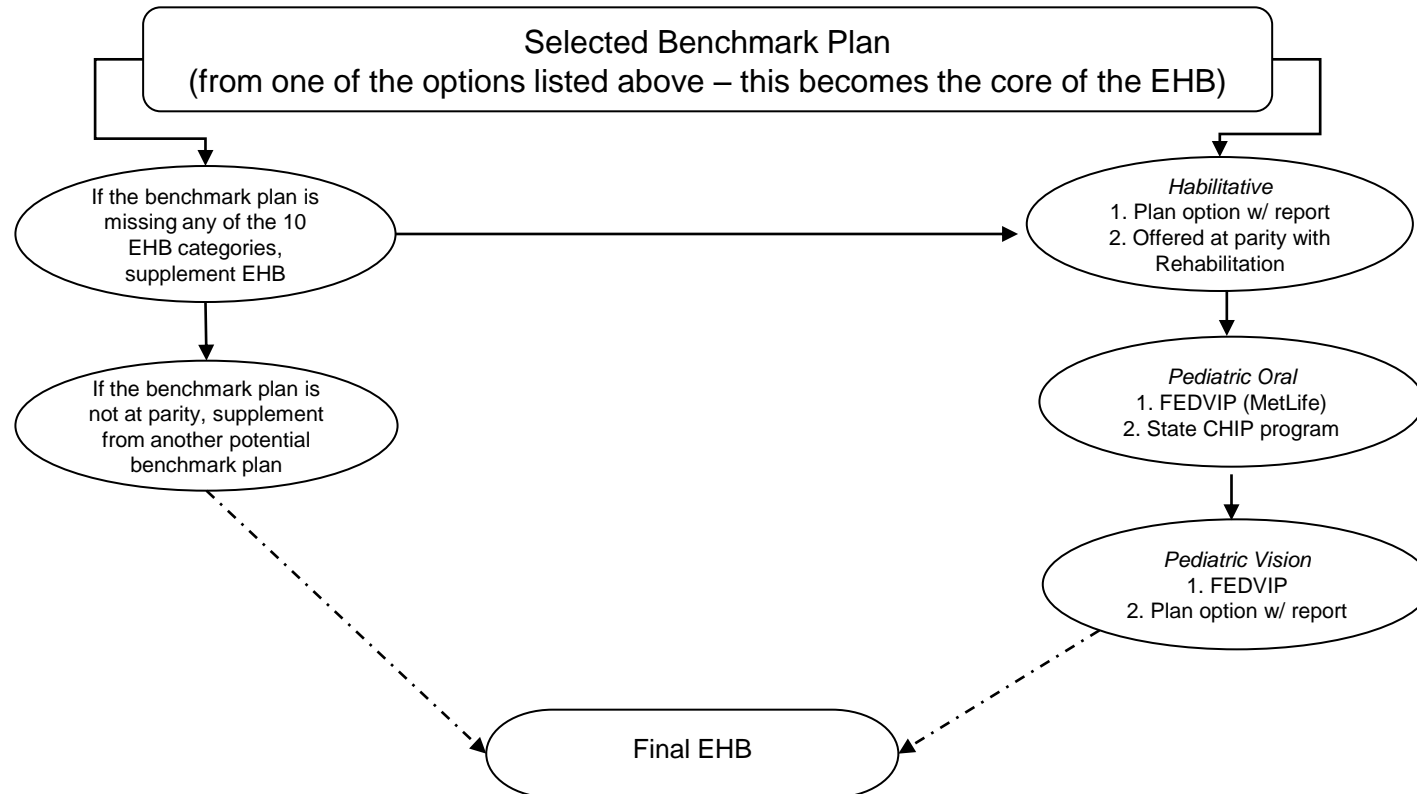 Selected Benchmark Plan
(from one of the options listed above – this becomes the core of the EHB)
If the benchmark plan is
missing any of the 10
EHB categories,
supplement EHB
If the benchmark plan is
not at parity, supplement
from another potential
benchmark plan
Habilitative
1. Plan option w/ report
2. Offered at parity with
Rehabilitation
Pediatric Oral
1. FEDVIP (MetLife)
2. State CHIP program
Pediatric Vision
1. FEDVIP
2. Plan option w/ report
Final EHB